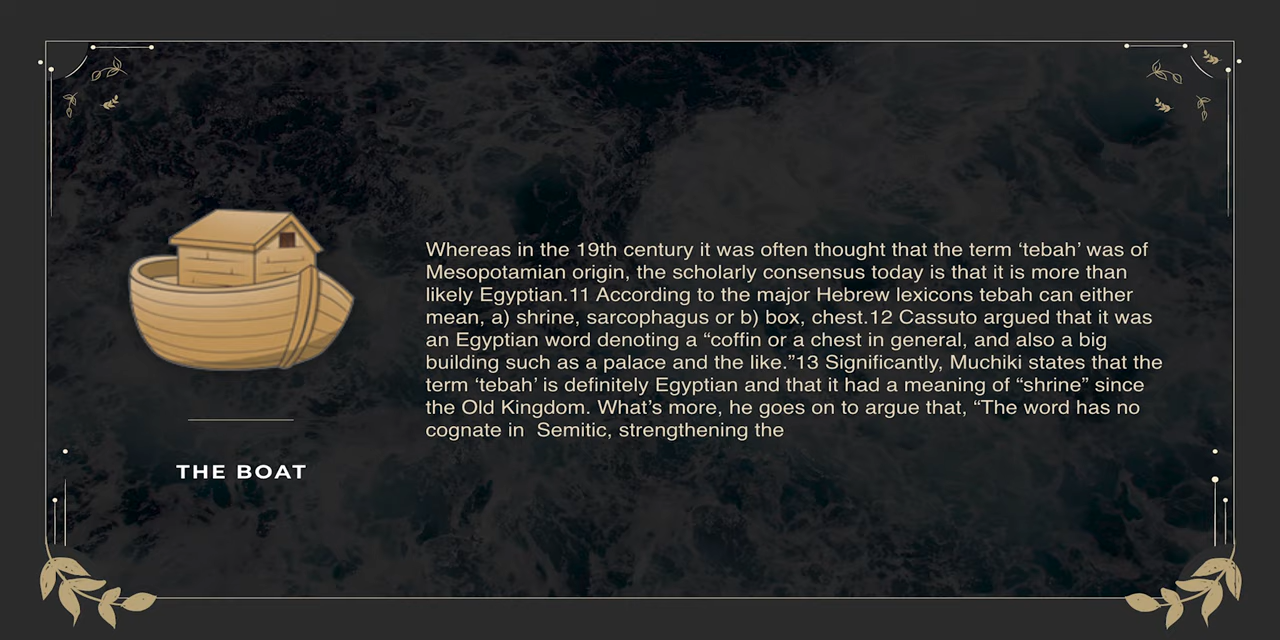 Whereas in the 19th century it was often thought that the term ‘tebah’ was of
Mesopotamian origin, the scholarly consensus today is that it is more than
likely Egyptian.11 According to the major Hebrew lexicons tebah can either
mean, a) shrine, sarcophagus or b) box, chest.12 Cassuto argued that it was
an Egyptian word denoting a “coffin or a chest in general, and also a big
building such as a palace and the like.”13 Significantly, Muchiki states that the
term ‘tebah’ is definitely Egyptian and that it had a meaning of “shrine” since
the Old Kingdom. What’s more, he goes on to argue that, “The word has no
cognate in  Semitic, strengthening the
THE BOAT